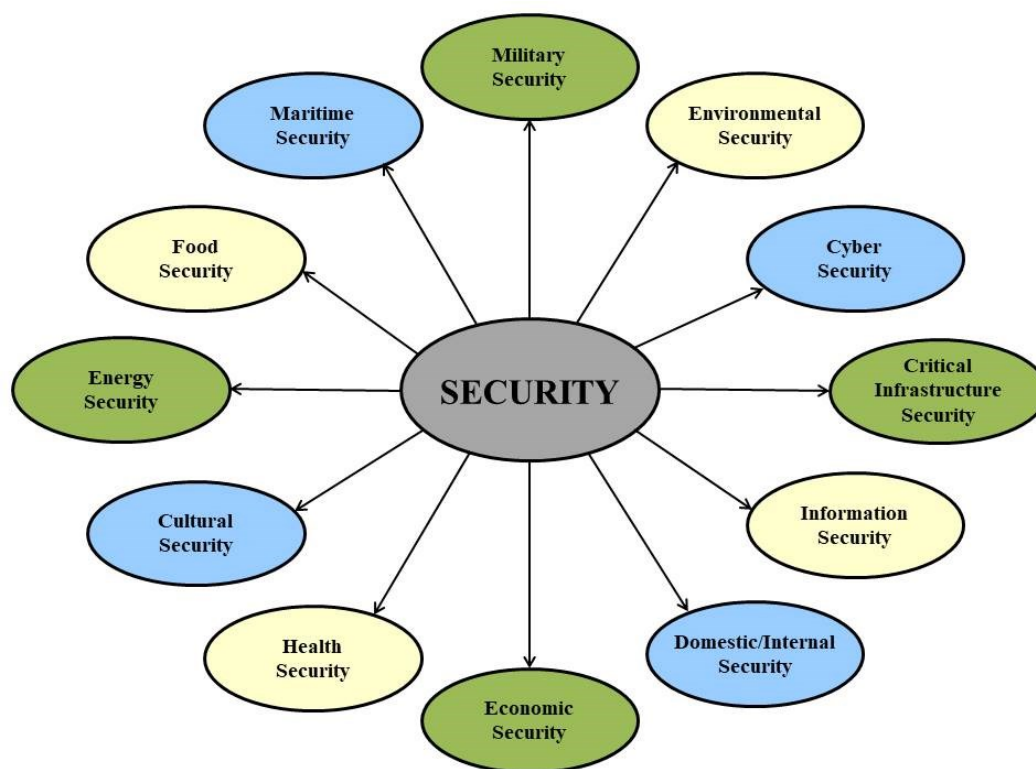 Military
Security
Environmental
Security
Cyber
Security
Critical
Infrastructure
Security
Information
Security
Domestic/Internal
Security
Economic
Security
Health
Security
Cultural
Security
Energy
Security
Food
Security
Maritime
Security
SECURITY